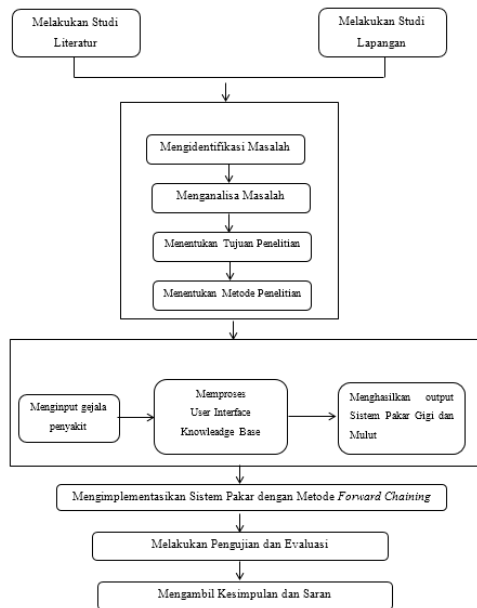 Melakukan Studi
Literatur
Melakukan Studi
Lapangan
Mengidentifikasi Masalah
Menganalisa Masalah
Menentukan Tujuan Penelitian
Menentukan Metode Penelitian
Menginput gejala
penyakit
Memproses
User Interface
Knowleadge Base
Menghasilkan output
Sistem Pakar Gigi dan
Mulut
Mengimplementasikan Sistem Pakar dengan Metode Forward Chaining
Melakukan Pengujian dan Evaluasi
Mengambil Kesimpulan dan Saran